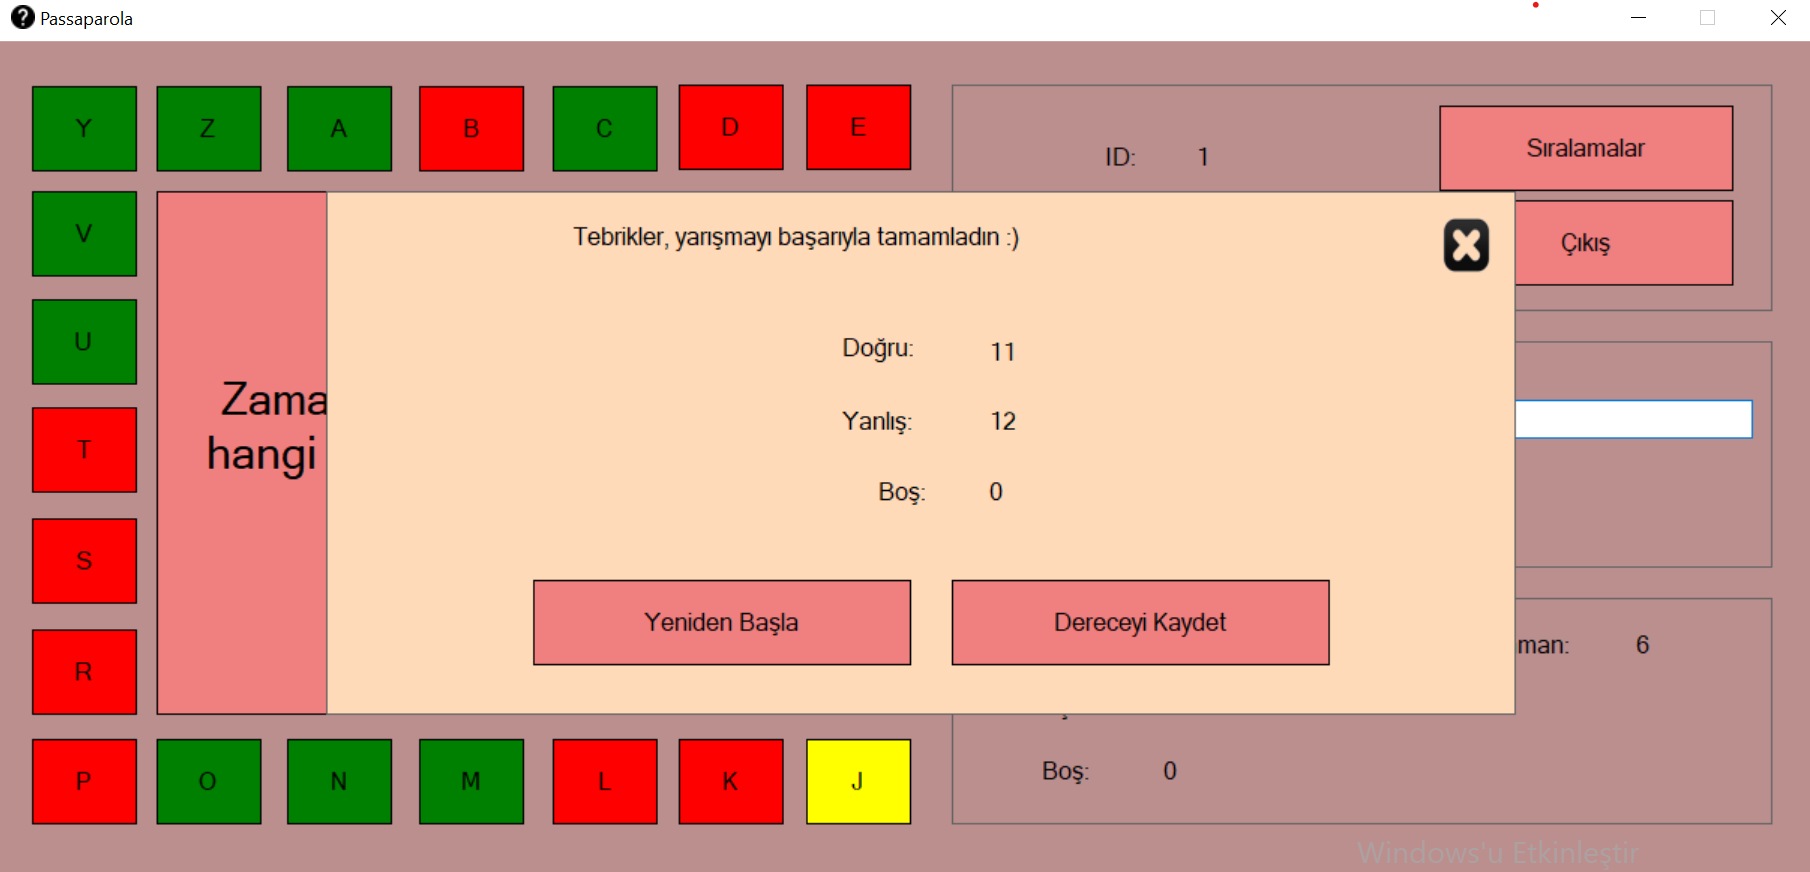 Passaparola
Y
Z
A
B
C
D
E
ID: 1
Sıralamalar
Çıkış
V
U
T
S
R
Zama
hangi
Tebrikler, yarışmayı başarıyla tamamladın :)
Doğru: 11
Yanlış: 12
Boş: 0
Yeniden Başla
Dereceyi Kaydet
man: 6
Boş: 0
P
O
N
M
L
K
J
Windows'u Etkinleştir